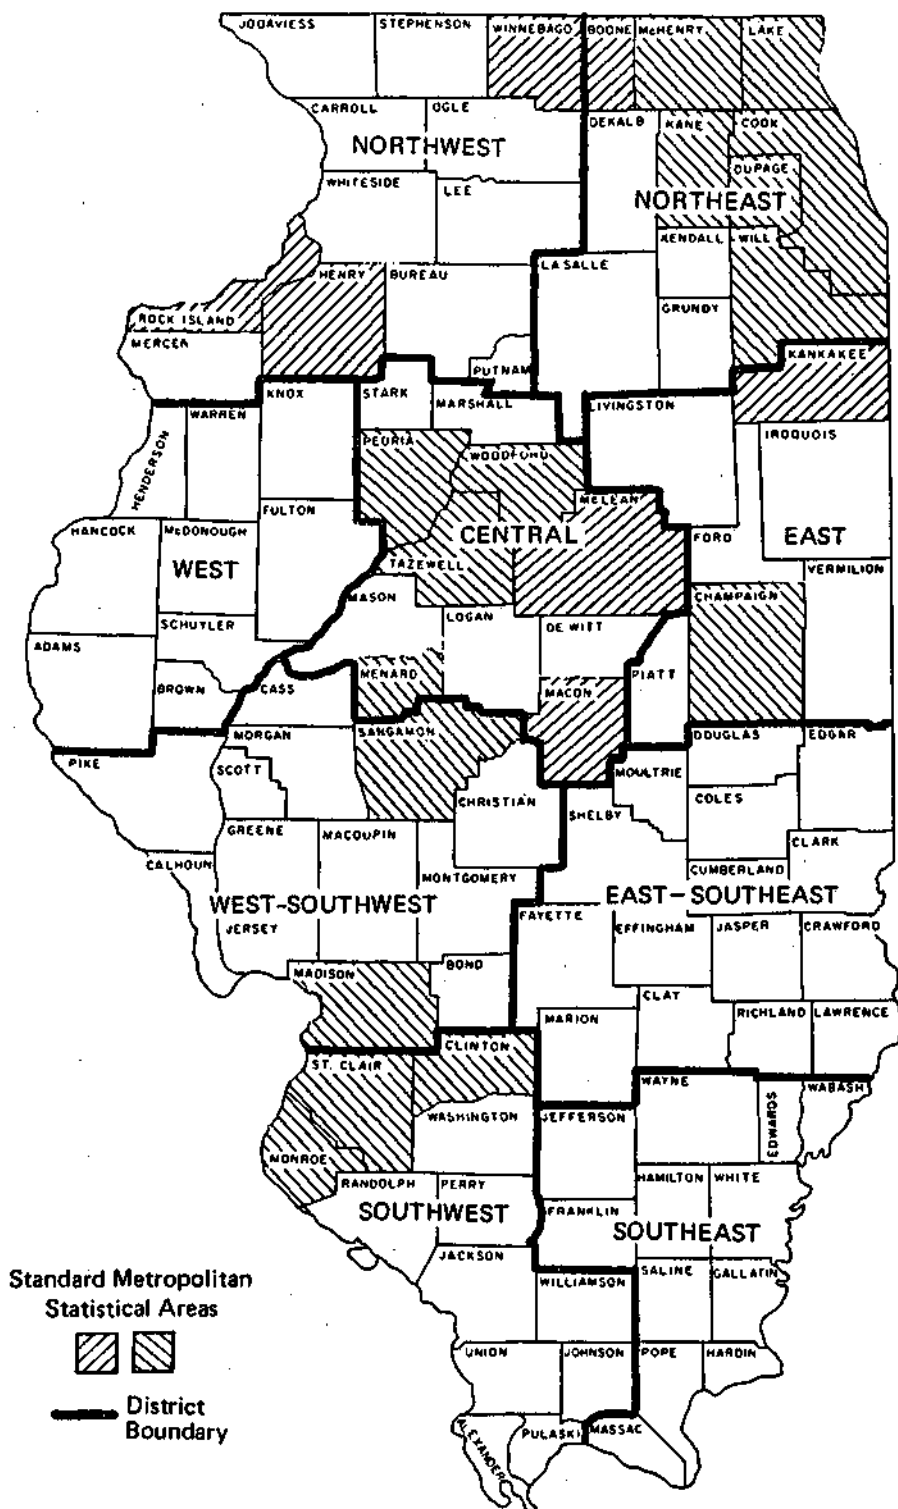 JODAVIESS
STEPHENSON
WINNEBAGO
BOONE
McHENRY
LAKE
CARROLL
OGLE
DEKALB
KANE
COOK
NORTHWEST
DUPAGE
WHITESIDE
LEE
NORTHEAST
KENDALL
WILL
LASALLE
HENRY
BUREAU
GRUNDY
ROCK ISLAND
MERCER
KANKAKEE
PUTNAM
KNOX
STARK
MARSHALL
LIVINGSTON
WARREN
PEORIA
IROQUOIS
WOODFORD
HENDERSON
McLEAN
FULTON
HANCOCK
McDONOUGH
CENTRAL
FORD
EAST
WEST
TAZEWELL
VERMILION
MASON
CHAMPAIGN
LOGAN
DE WITT
SCHUYLER
ADAMS
MENARD
PIATT
BROWN
CASS
MACON
MORGAN
SANGAMON
DOUGLAS
EDGAR
PIKE
SCOTT
MOULTRIE
CHRISTIAN
COLES
SHELBY
GREENE
MACOUPIN
CLARK
CALHOUN
MONTGOMERY
CUMBERLAND
WEST-SOUTHWEST
EAST-SOUTHEAST
JERSEY
FAYETTE
EFFINGHAM
JASPER
CRAWFORD
MADISON
BOND
CLAY
MARION
RICHLAND
LAWRENCE
CLINTON
ST. CLAIR
WAYNE
WABASH
WASHINGTON
JEFFERSON
EDWARDS
MONROE
RANDOLPH
PERRY
HAMILTON
WHITE
SOUTHWEST
FRANKLIN
SOUTHEAST
JACKSON
WILLIAMSON
SALINE
GALLATIN
Standard Metropolitan
Statistical Areas
UNION
JOHNSON
POPE
HARDIN
District
Boundary
ALEXANDER
PULASKI
MASSAC